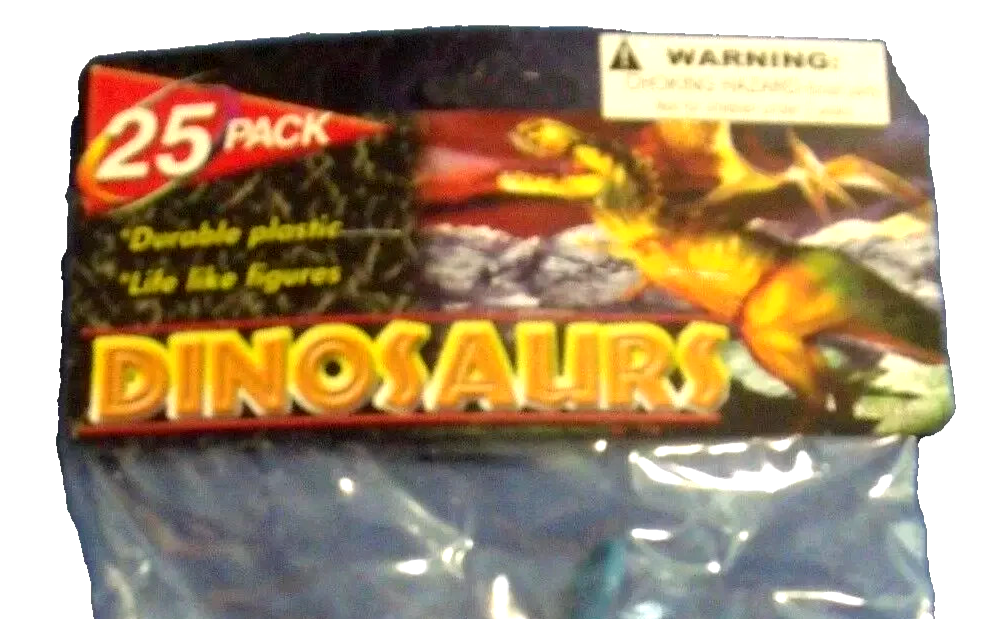 25 PACK
WARNING:
CHOKING HAZARD
*Durable plastic
*Life like figures
DINOSAURS